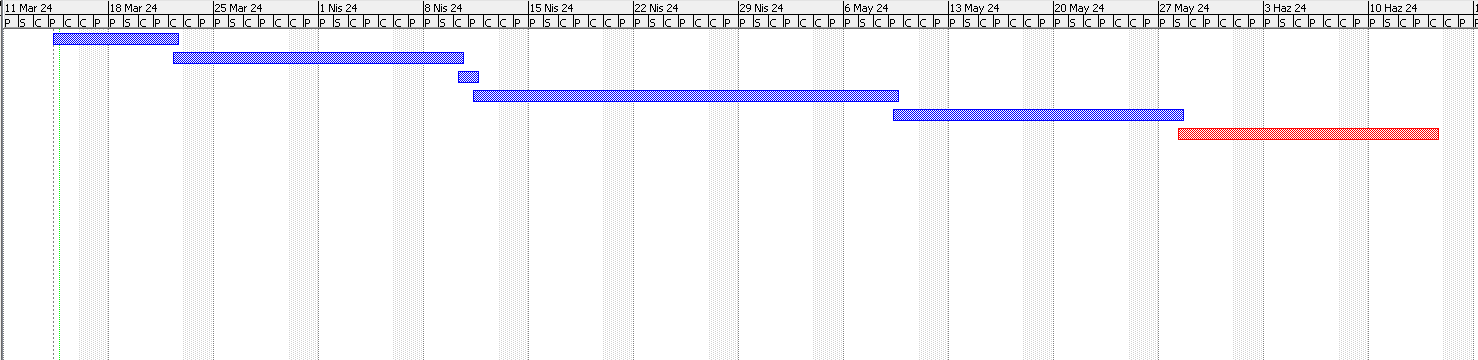 11 Mar 24 18 Mar 24 25 Mar 24 1 Nis 24 8 Nis 24 15 Nis 24 22 Nis 24 29 Nis 24 6 May 24 13 May 24 20 May 24 27 May 24 3 Haz 24 10 Haz 24
P S C P C C P P S C P C C P P S C P C C P P S C P C C P P S C P C C P P S C P C C P P S C P C C P P S C P C C P P S C P C C P P S C P C C P P S C P C C P P S C P C C P P S C P C C P P S C P C C P